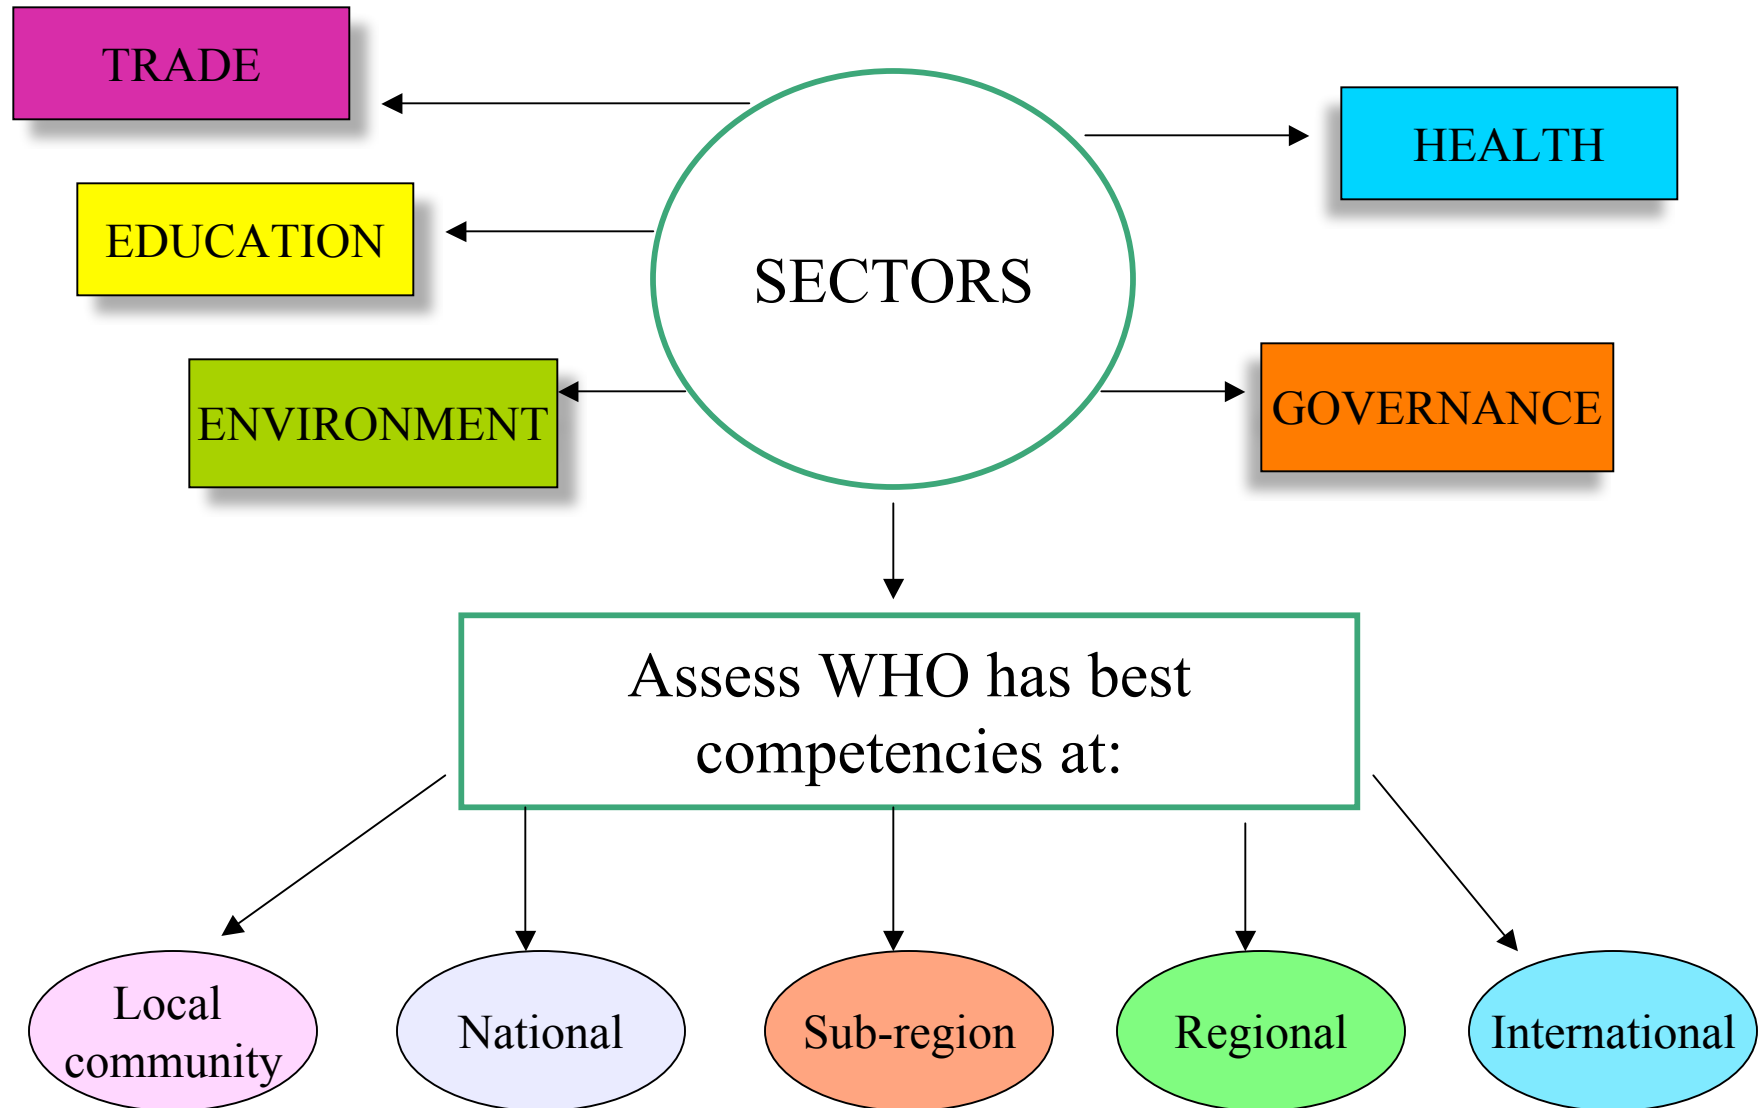 TRADE
HEALTH
EDUCATION
SECTORS
ENVIRONMENT
GOVERNANCE
Assess WHO has best
competencies at:
Local
community
National
Sub-region
Regional
International